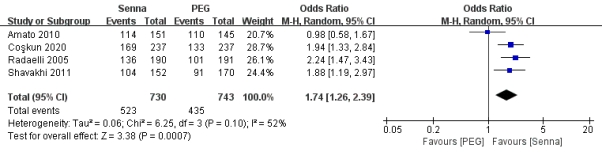 Senna PEG Odds Ratio Odds Ratio
Study or Subgroup Events Total Events Total Weight M-H, Random, 95% CI M-H, Random, 95% CI
Amato 2010 114 151 110 145 20.7% 0.98 [0.58, 1.67]
Coşkun 2020 169 237 133 237 29.4% 1.94 [1.33, 2.84]
Radaelli 2005 136 190 101 191 25.9% 2.24 [1.47, 3.43]
Shavakhi 2011 104 152 91 170 24.1% 1.88 [1.19, 2.97]
Total (95% CI) 730 743 100.0% 1.74 [1.26, 2.39]
Total events 523 435
Heterogeneity: Tau² = 0.06; Chi² = 6.25, df = 3 (P = 0.10); I² = 52%
Test for overall effect: Z = 3.38 (P = 0.0007)
0.05 0.2 1 5 20
Favours [PEG] Favours [Senna]